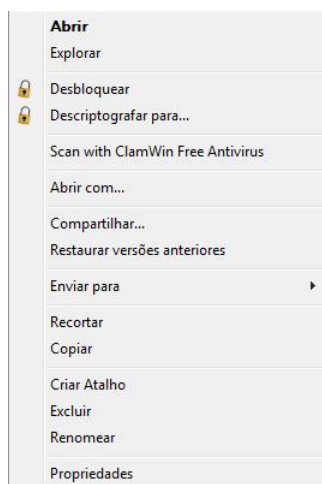 Abrir
Explorar
Desbloquear
Descriptografar para...
Scan with ClamWin Free Antivirus
Abrir com...
Compartilhar...
Restaurar versões anteriores
Enviar para
Recortar
Copiar
Criar Atalho
Excluir
Renomear
Propriedades